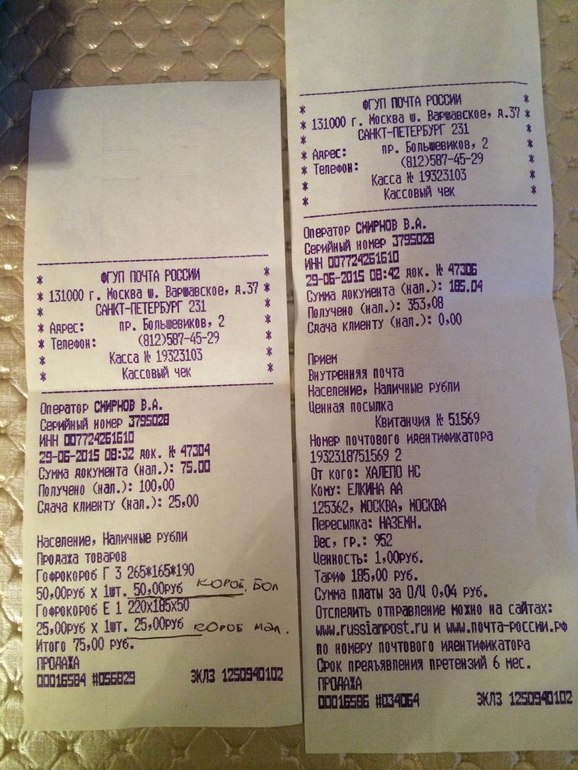 ФГУП ПОЧТА РОССИИ
131000 г. Москва ш. Варшавское, д.37
САНКТ-ПЕТЕРБУРГ 231
Адрес: пр. Большевиков, 2
Телефон: (812)587-45-29
Касса № 19323103
Кассовый чек
Оператор СМИРНОВ В.А.
Серийный номер 3795028
ИНН 007724261610
29-06-2015 08:32 док. № 47304
Сумма документа (нал.): 75.00
Получено (нал.): 100,00
Сдача клиенту (нал.): 25,00
Население, Наличные рубли
Продажа товаров
Гофрокороб Г 3 265*165*190
50,00руб х 1шт. 50,00руб короб. бол
Гофрокороб Е 1 220х185х50
25,00руб х 1шт. 25,00руб короб мал.
Итого 75,00 руб.
ПРОДАЖА
00016584 #056829 ЭКЛЗ 1250940102
ФГУП ПОЧТА РОССИИ
131000 г. Москва ш. Варшавское, д.37
САНКТ-ПЕТЕРБУРГ 231
Адрес: пр. Большевиков, 2
Телефон: (812)587-45-29
Касса № 19323103
Кассовый чек
Оператор СМИРНОВ В.А.
Серийный номер 3795028
ИНН 007724261610
29-06-2015 08:42 док. № 47306
Сумма документа (нал.): 185.04
Получено (нал.): 353,08
Сдача клиенту (нал.): 0,00
Прием
Внутренняя почта
Население, Наличные рубли
Ценная посылка
Квитанция № 51569
Номер почтового идентификатора
1932318751569 2
От кого: ХАЛЕПО НС
Кому: ЕЛКИНА АА
125362, МОСКВА, МОСКВА
Пересылка: НАЗЕМН.
Вес, гр.: 952
Ценность: 1,00руб.
Тариф 185,00 руб.
Сумма платы за О/Ц 0,04 руб.
Отследить отправление можно на сайтах:
www.russianpost.ru и www.почта-россии.рф
по номеру почтового идентификатора
Срок предъявления претензий 6 мес.
ПРОДАЖА
00016586 #034064 ЭКЛЗ 1250940102